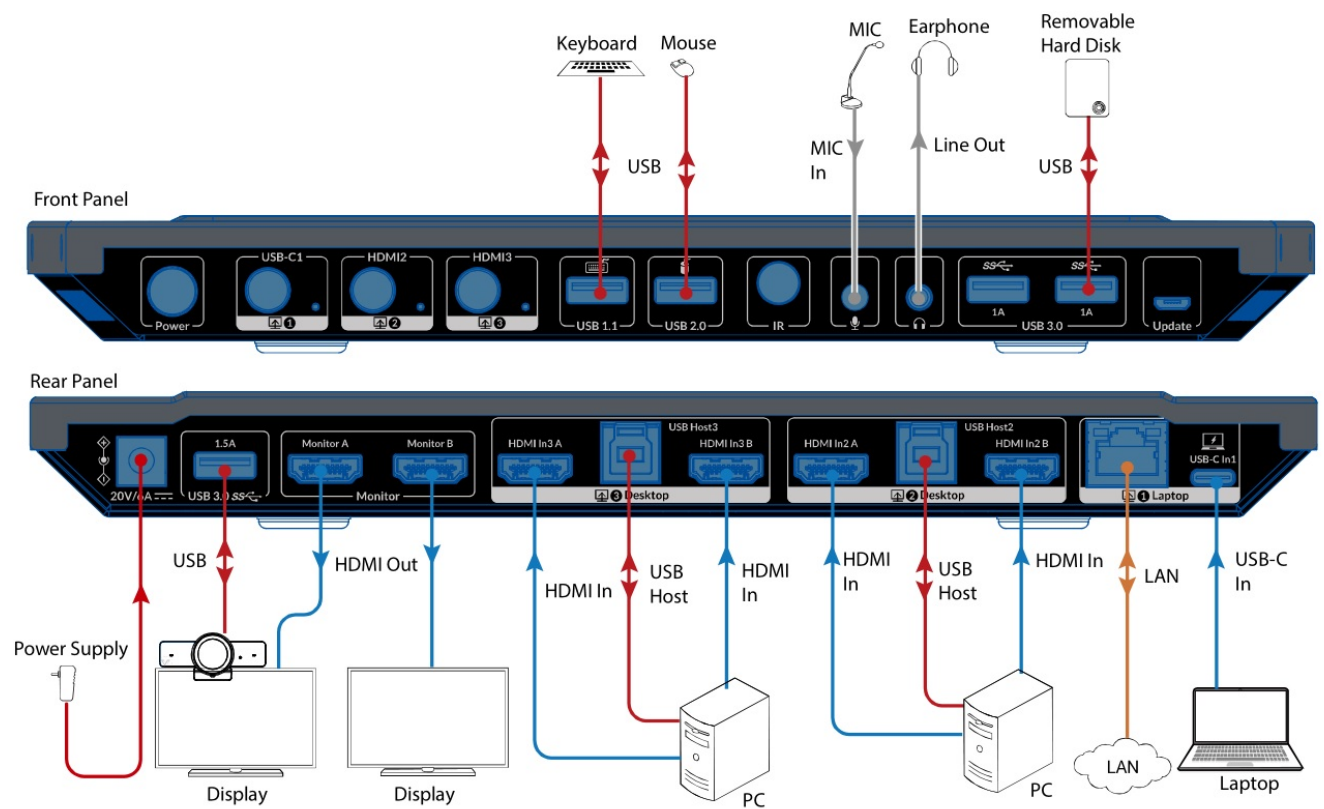 Keyboard Mouse MIC Earphone Removable
Hard Disk
USB MIC
In Line Out USB
Front Panel
USB-C1 HDMI2 HDMI3
SS SS
1A 1A
Power 1 2 3 USB 1.1 USB 2.0 IR USB 3.0 Update
Rear Panel
USB Host3 USB Host2
1.5A Monitor A Monitor B HDMI In3 A HDMI In3 B HDMI In2 A HDMI In2 B USB-C In1
20V/6A USB 3.0 SS Monitor 3 Desktop 2 Desktop 1 Laptop
USB HDMI Out HDMI In USB
Host HDMI
In HDMI
In USB
Host HDMI In LAN USB-C
In
Power Supply
LAN
Display Display PC PC Laptop